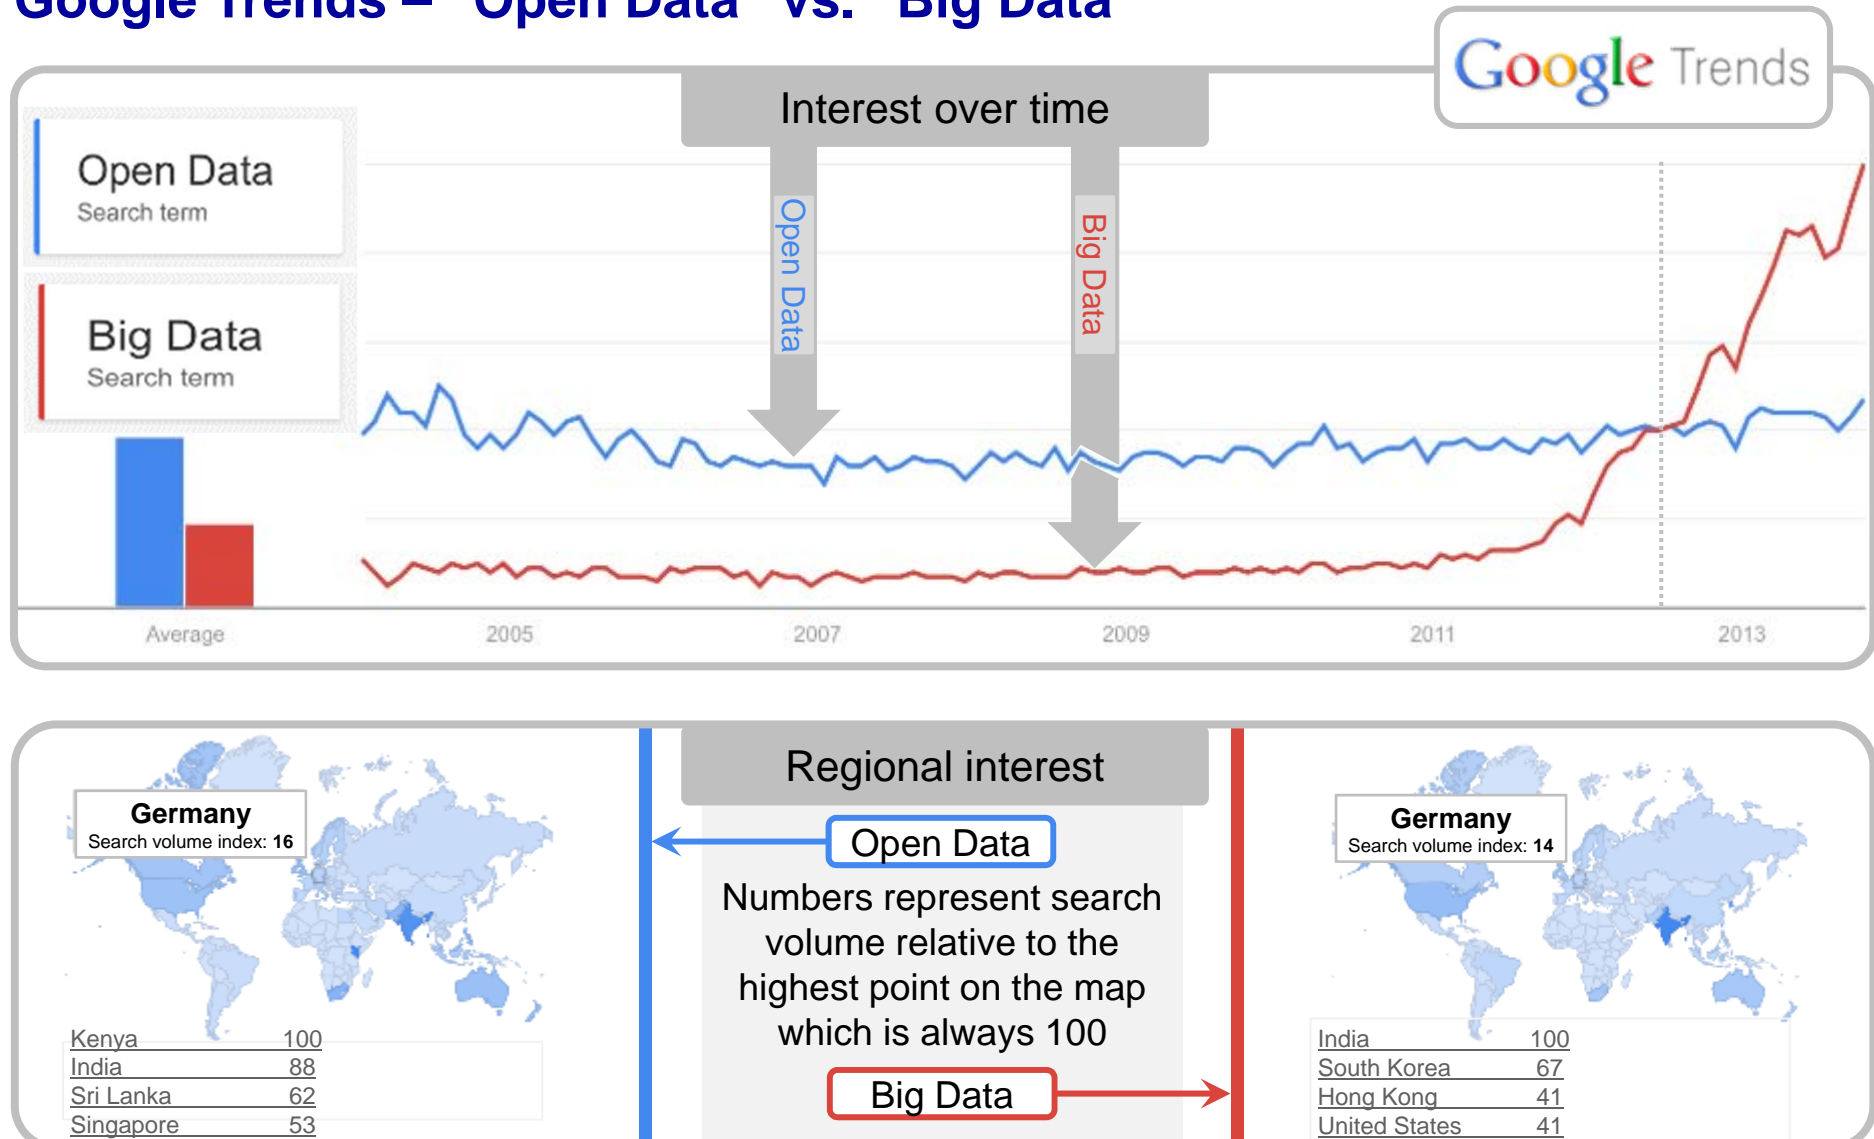 Google Trends – "Open Data" vs. "Big Data"
Google Trends
Interest over time
Open Data
Search term
Big Data
Search term
Open Data
Big Data
Average
2005
2007
2009
2011
2013
Regional interest
Germany
Search volume index: 16
Open Data
Numbers represent search
volume relative to the
highest point on the map
which is always 100
Big Data
Kenya 100
India 88
Sri Lanka 62
Singapore 53
Germany
Search volume index: 14
India 100
South Korea 67
Hong Kong 41
United States 41